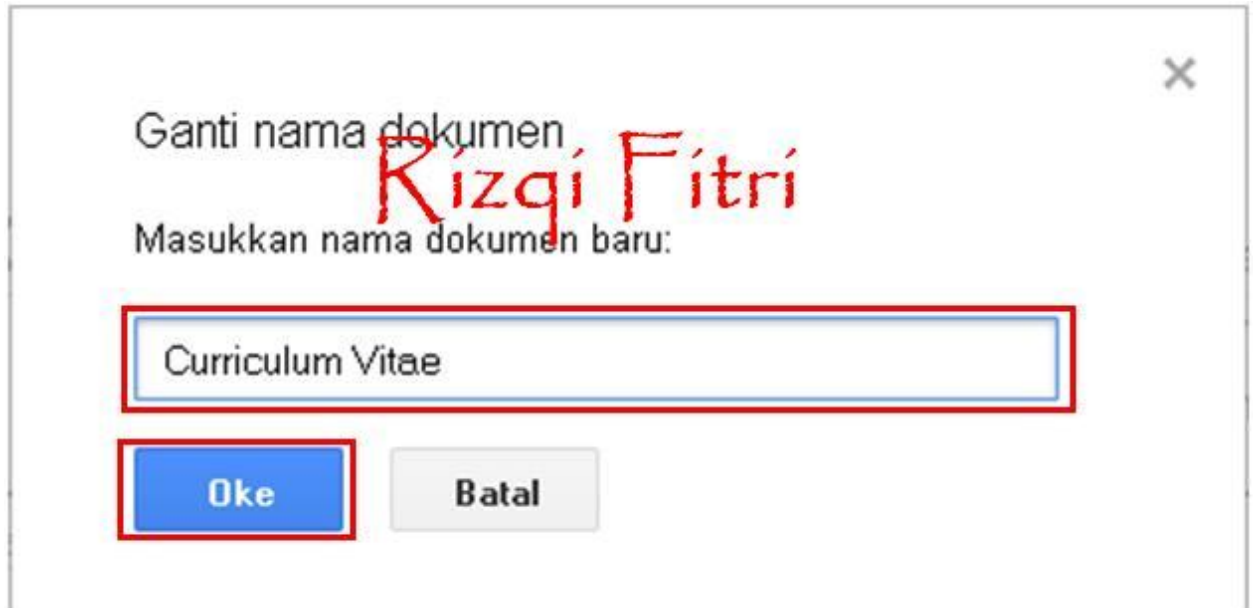 Ganti nama dokumen
Rizqi Fitri
Masukkan nama dokumen baru:
Curriculum Vitae
Oke Batal